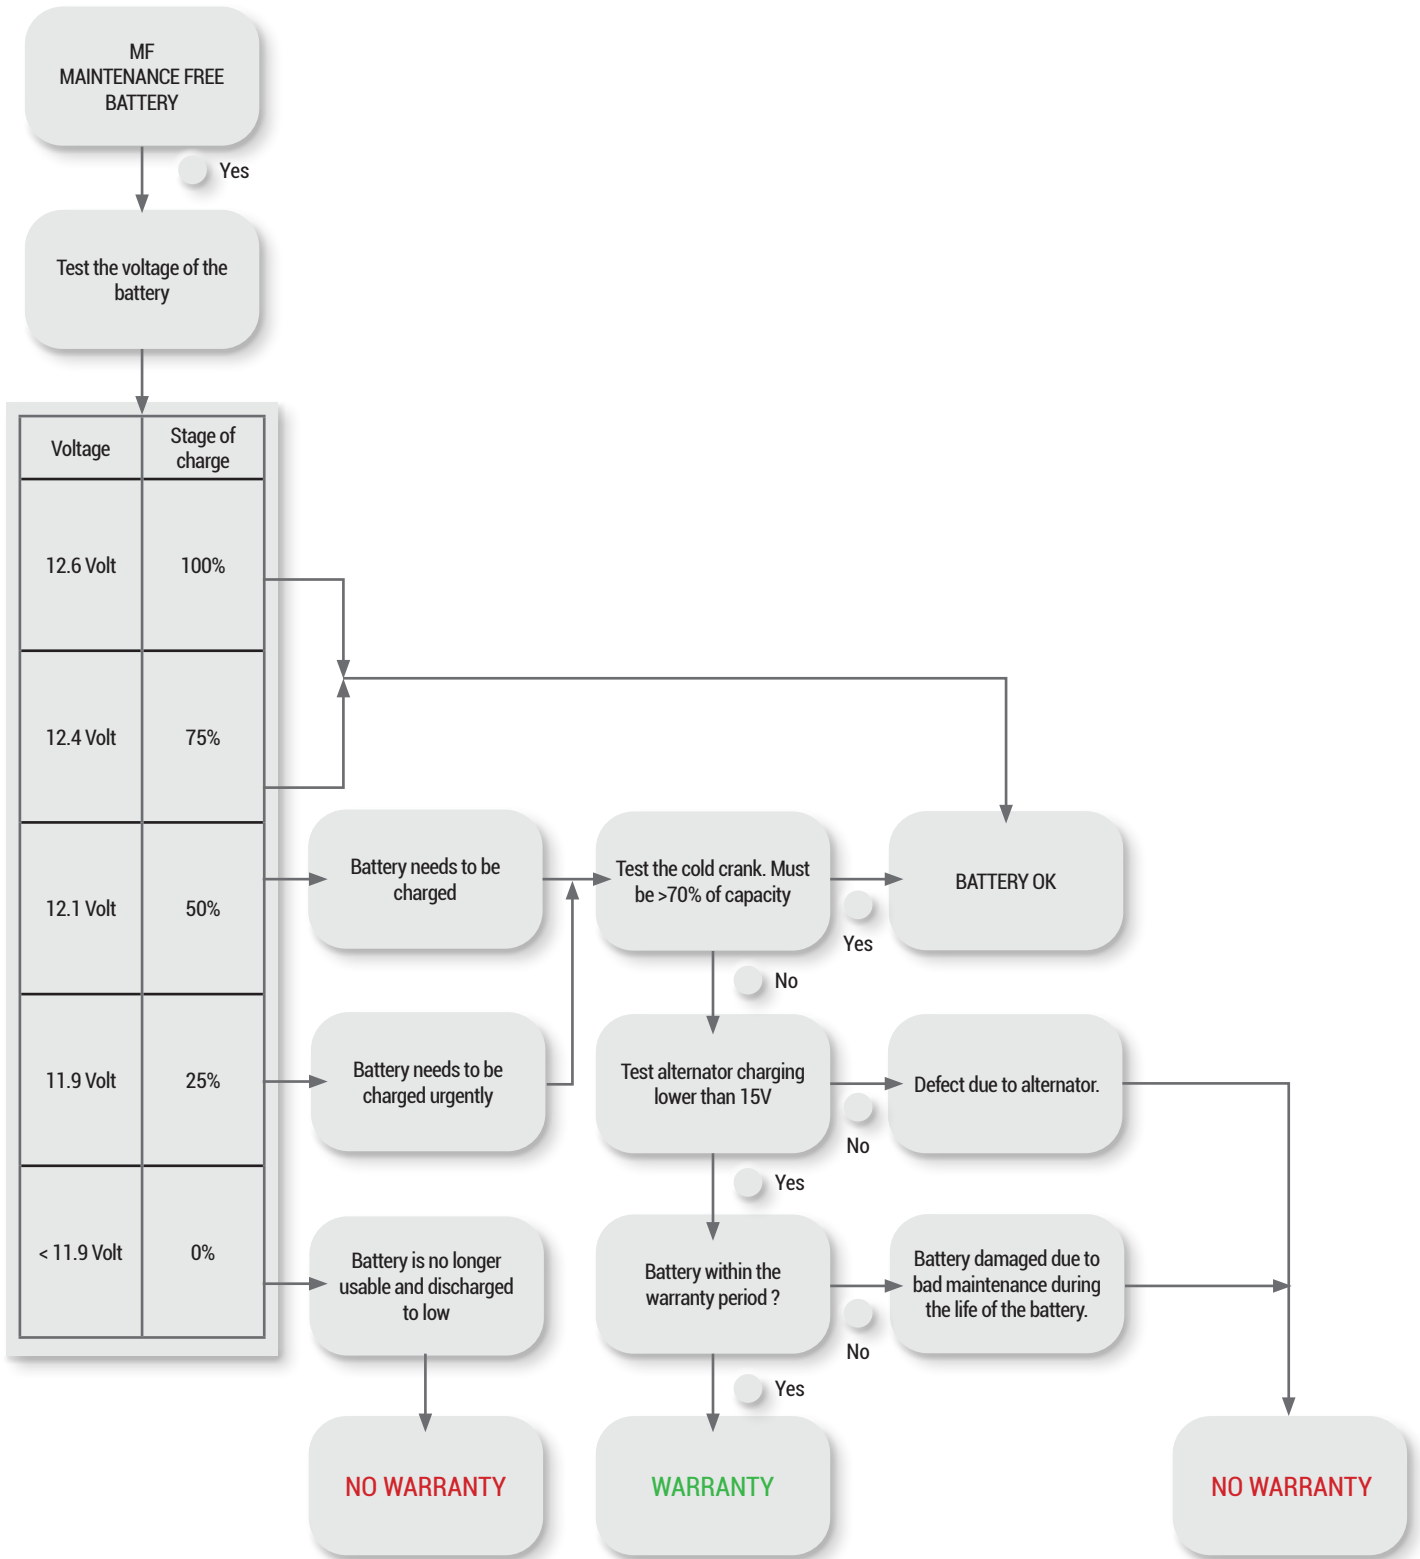 MF
MAINTENANCE FREE
BATTERY
Yes
Test the voltage of the
battery
Voltage
Stage of
charge
12.6 Volt
100%
12.4 Volt
75%
12.1 Volt
50%
11.9 Volt
25%
< 11.9 Volt
0%
Battery needs to be
charged
Test the cold crank. Must
be >70% of capacity
Yes
BATTERY OK
No
Battery needs to be
charged urgently
Test alternator charging
lower than 15V
No
Defect due to alternator.
Yes
Battery is no longer
usable and discharged
to low
Battery within the
warranty period ?
No
Battery damaged due to
bad maintenance during
the life of the battery.
Yes
NO WARRANTY
WARRANTY
NO WARRANTY